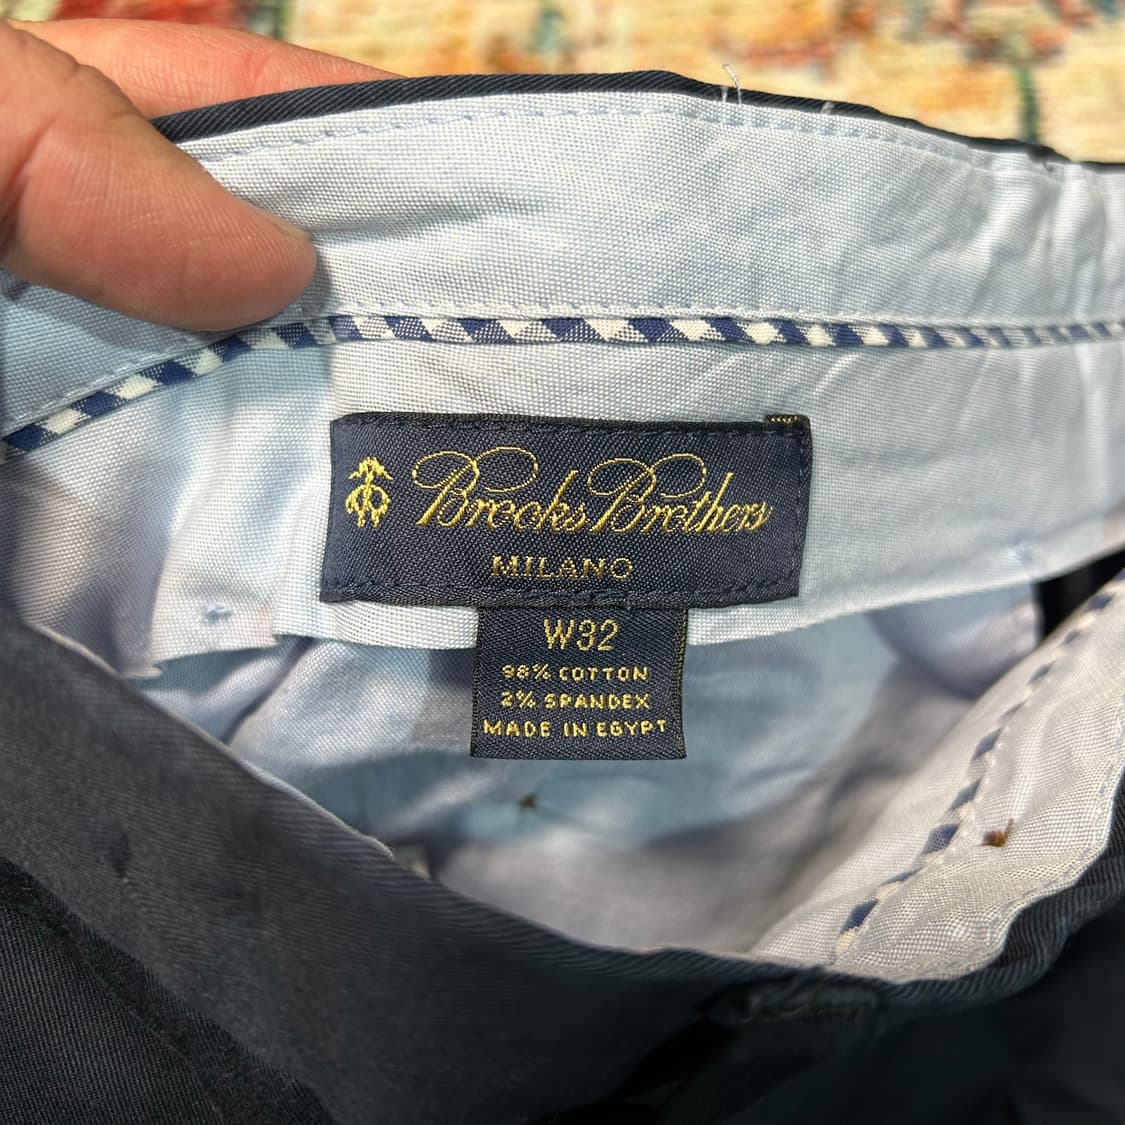 Brooks Brothers
MILANO
W32
98% COTTON
2% SPANDEX
MADE IN EGYPT